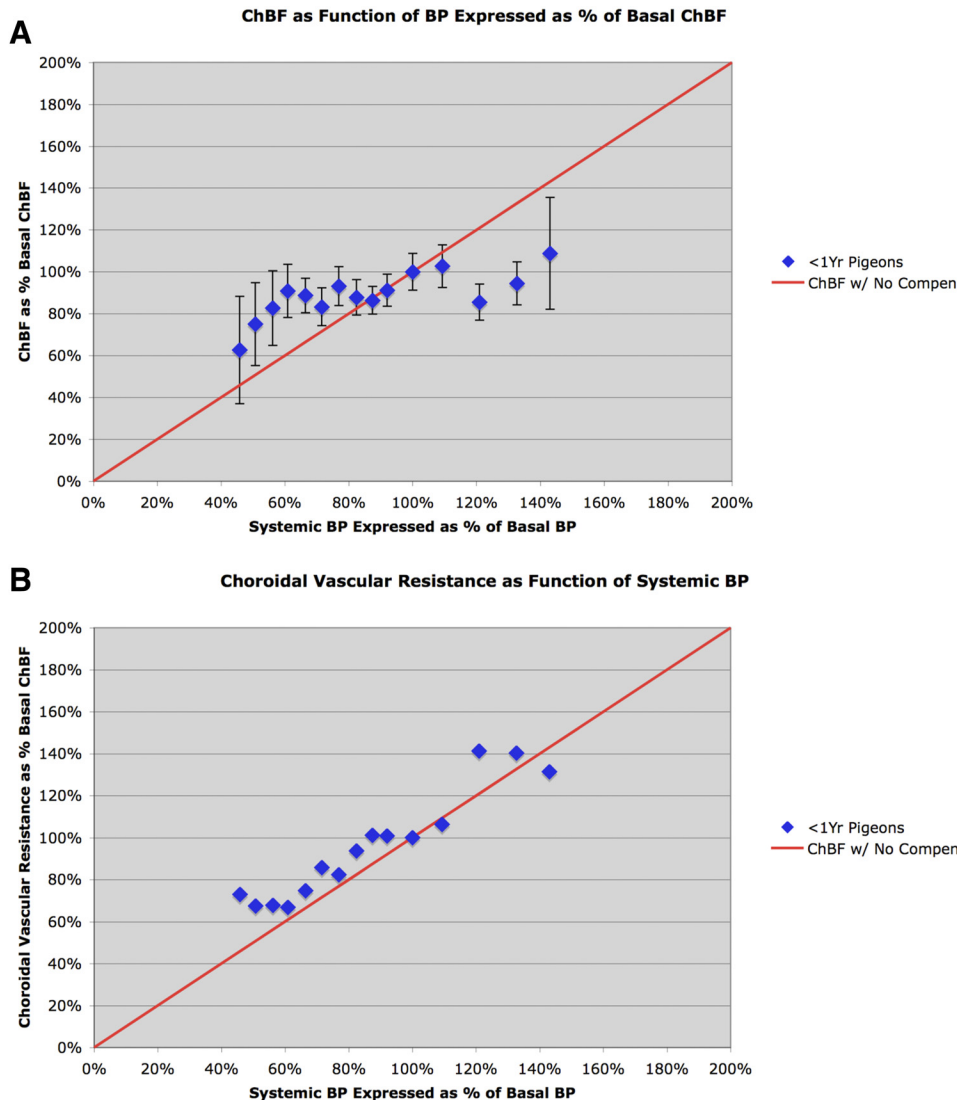 A
ChBF as Function of BP Expressed as % of Basal ChBF
200%
180%
160%
140%
120%
100%
80%
60%
40%
20%
0%
ChBF as % Basal ChBF
0% 20% 40% 60% 80% 100% 120% 140% 160% 180% 200%
Systemic BP Expressed as % of Basal BP
<1Yr Pigeons
ChBF w/ No Compen
B
Choroidal Vascular Resistance as Function of Systemic BP
200%
180%
160%
140%
120%
100%
80%
60%
40%
20%
0%
Choroidal Vascular Resistance as % Basal ChBF
0% 20% 40% 60% 80% 100% 120% 140% 160% 180% 200%
Systemic BP Expressed as % of Basal BP
<1Yr Pigeons
ChBF w/ No Compen